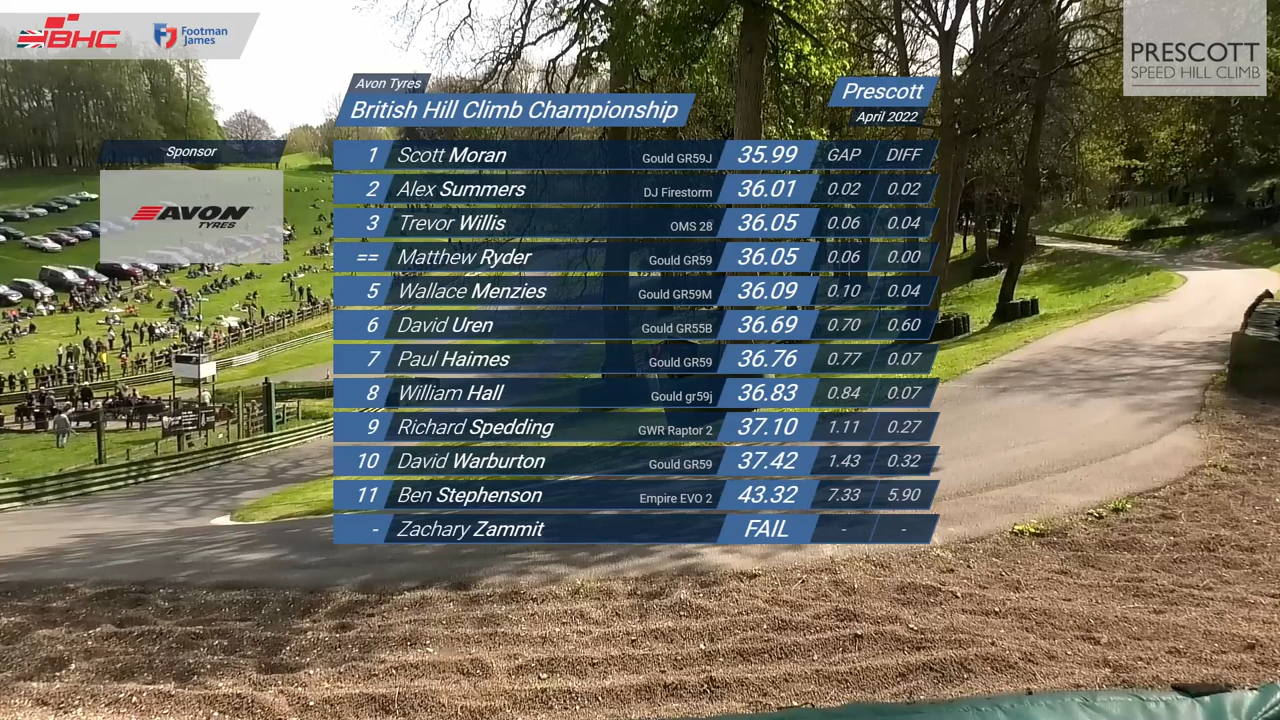 BHC
Footman James
PRESCOTT
SPEED HILL CLIMB
Avon Tyres
British Hill Climb Championship
Prescott
April 2022
Sponsor
AVON
TYRES
1 Scott Moran Gould GR59J 35.99 GAP DIFF
2 Alex Summers DJ Firestorm 36.01 0.02 0.02
3 Trevor Willis OMS 28 36.05 0.06 0.04
== Matthew Ryder Gould GR59 36.05 0.06 0.00
5 Wallace Menzies Gould GR59M 36.09 0.10 0.04
6 David Uren Gould GR55B 36.69 0.70 0.60
7 Paul Haimes Gould GR59 36.76 0.77 0.07
8 William Hall Gould gr59j 36.83 0.84 0.07
9 Richard Spedding GWR Raptor 2 37.10 1.11 0.27
10 David Warburton Gould GR59 37.42 1.43 0.32
11 Ben Stephenson Empire EVO 2 43.32 7.33 5.90
- Zachary Zammit FAIL - -